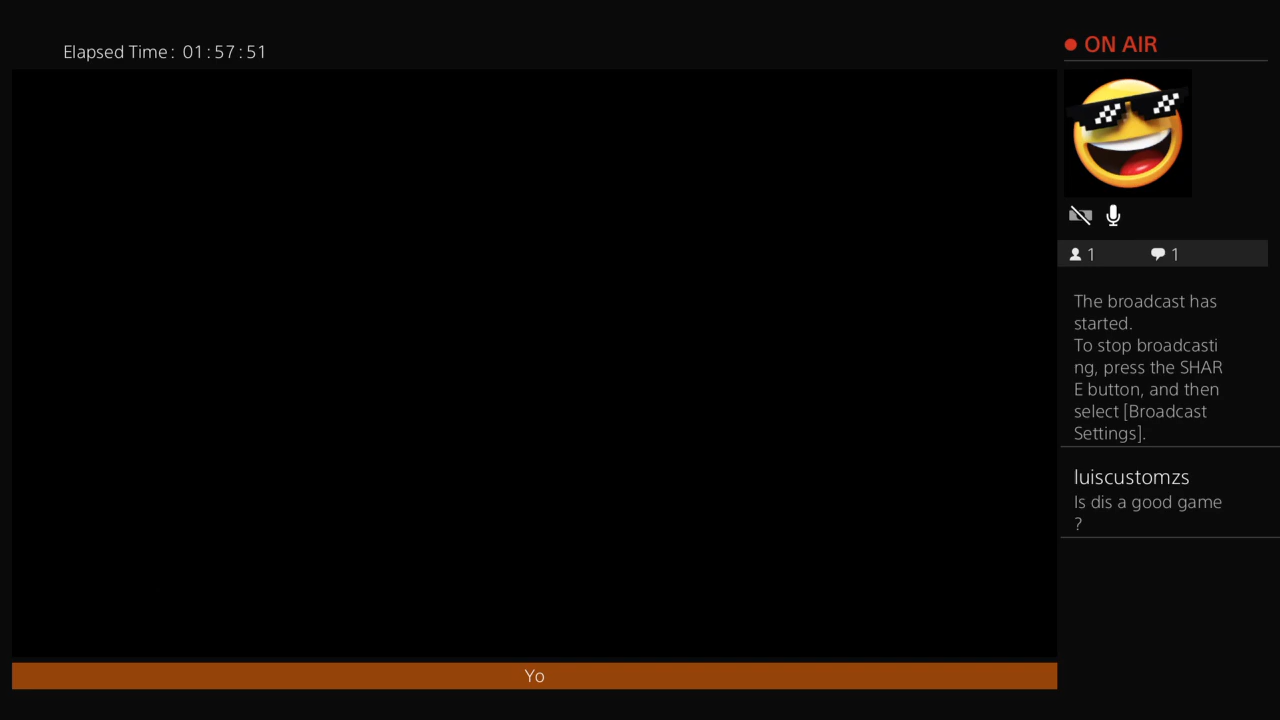 Elapsed Time: 01:57:51
ON AIR
1 1
The broadcast has
started.
To stop broadcasti
ng, press the SHAR
E button, and then
select [Broadcast
Settings].
luiscustomzs
Is dis a good game
?
Yo